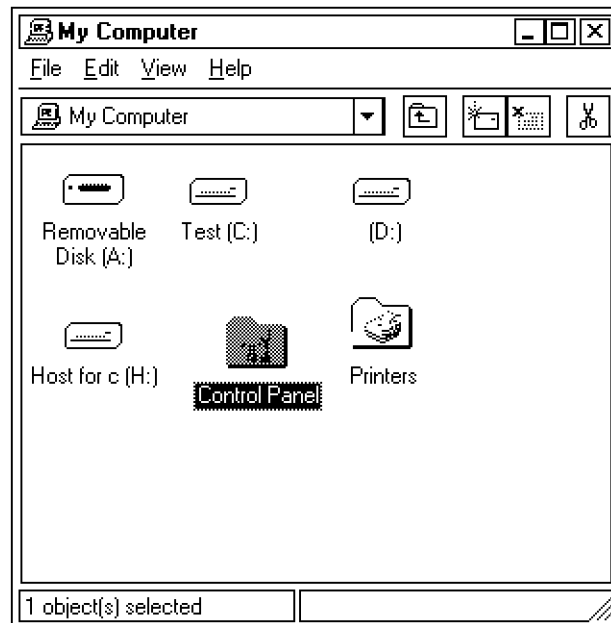 My Computer
File Edit View Help
My Computer
Removable Disk (A:)
Test (C:)
(D:)
Host for c (H:)
Control Panel
Printers
1 object(s) selected